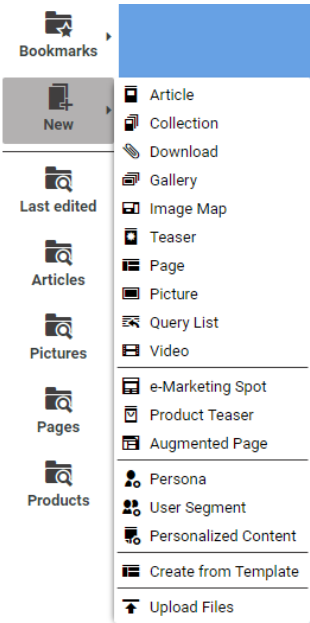 Bookmarks
New
Last edited
Articles
Pictures
Pages
Products
Article
Collection
Download
Gallery
Image Map
Teaser
Page
Picture
Query List
Video
e-Marketing Spot
Product Teaser
Augmented Page
Persona
User Segment
Personalized Content
Create from Template
Upload Files